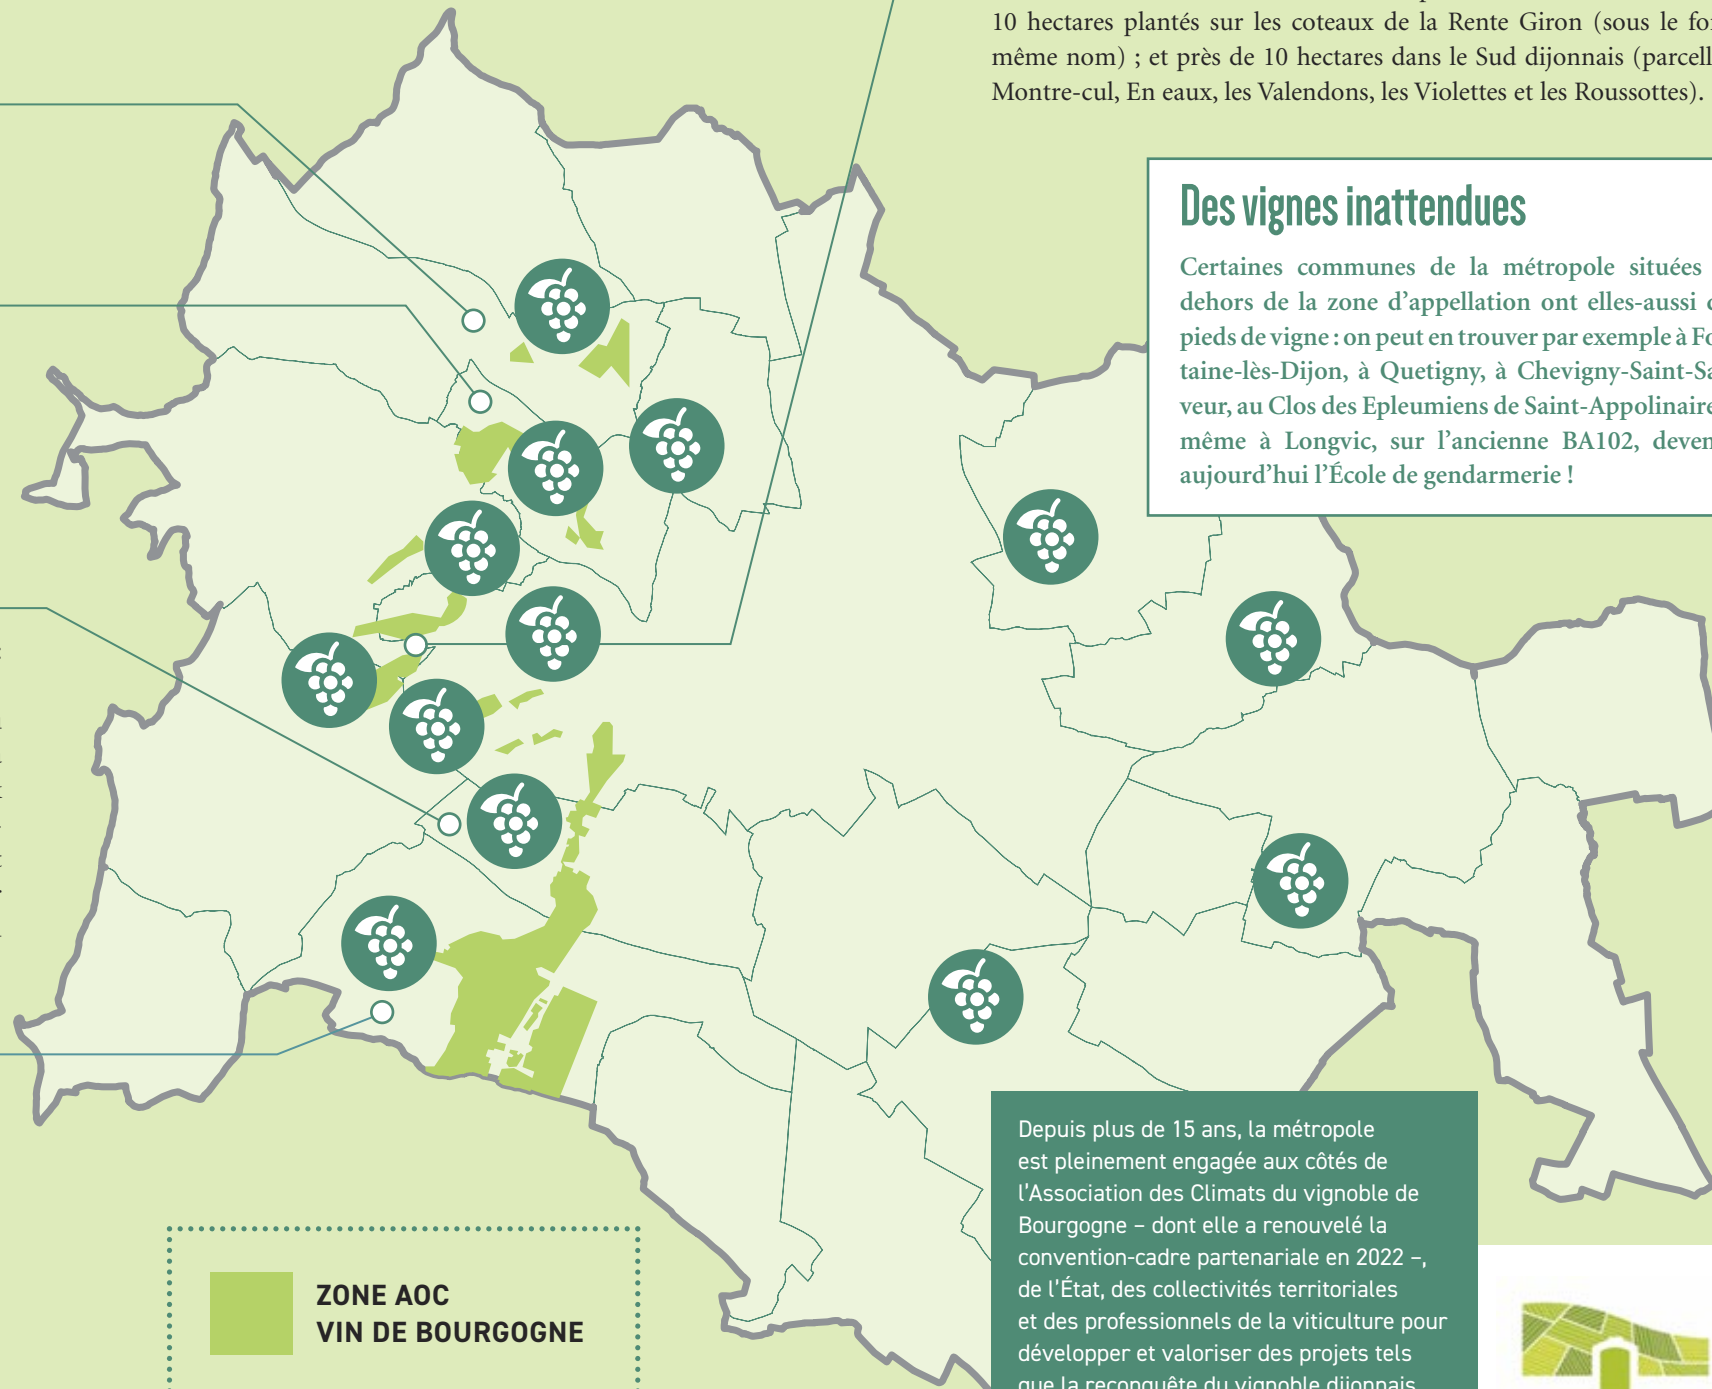 10 hectares plantés sur les coteaux de la Rente Giron (sous le
même nom) ; et près de 10 hectares dans le Sud dijonnais
Montre-cul, En eaux, les Valendons, les Violettes et les Roussottes).
Des vignes inattendues
Certaines communes de la métropole situées
dehors de la zone d'appellation ont elles-aussi
pieds de vigne : on peut en trouver par exemple à
taine-lès-Dijon, à Quetigny, à Chevigny-Saint-
veur, au Clos des Epleumiens de Saint-Appolinaire
même à Longvic, sur l'ancienne BA102,
aujourd'hui l'École de gendarmerie !
Depuis plus de 15 ans, la métropole
est pleinement engagée aux côtés de
l'Association des Climats du vignoble de
Bourgogne – dont elle a renouvelé la
convention-cadre partenariale en 2022 –,
de l'État, des collectivités territoriales
et des professionnels de la viticulture pour
développer et valoriser des projets tels
que la reconquête du vignoble dijonnais
ZONE AOC
VIN DE BOURGOGNE